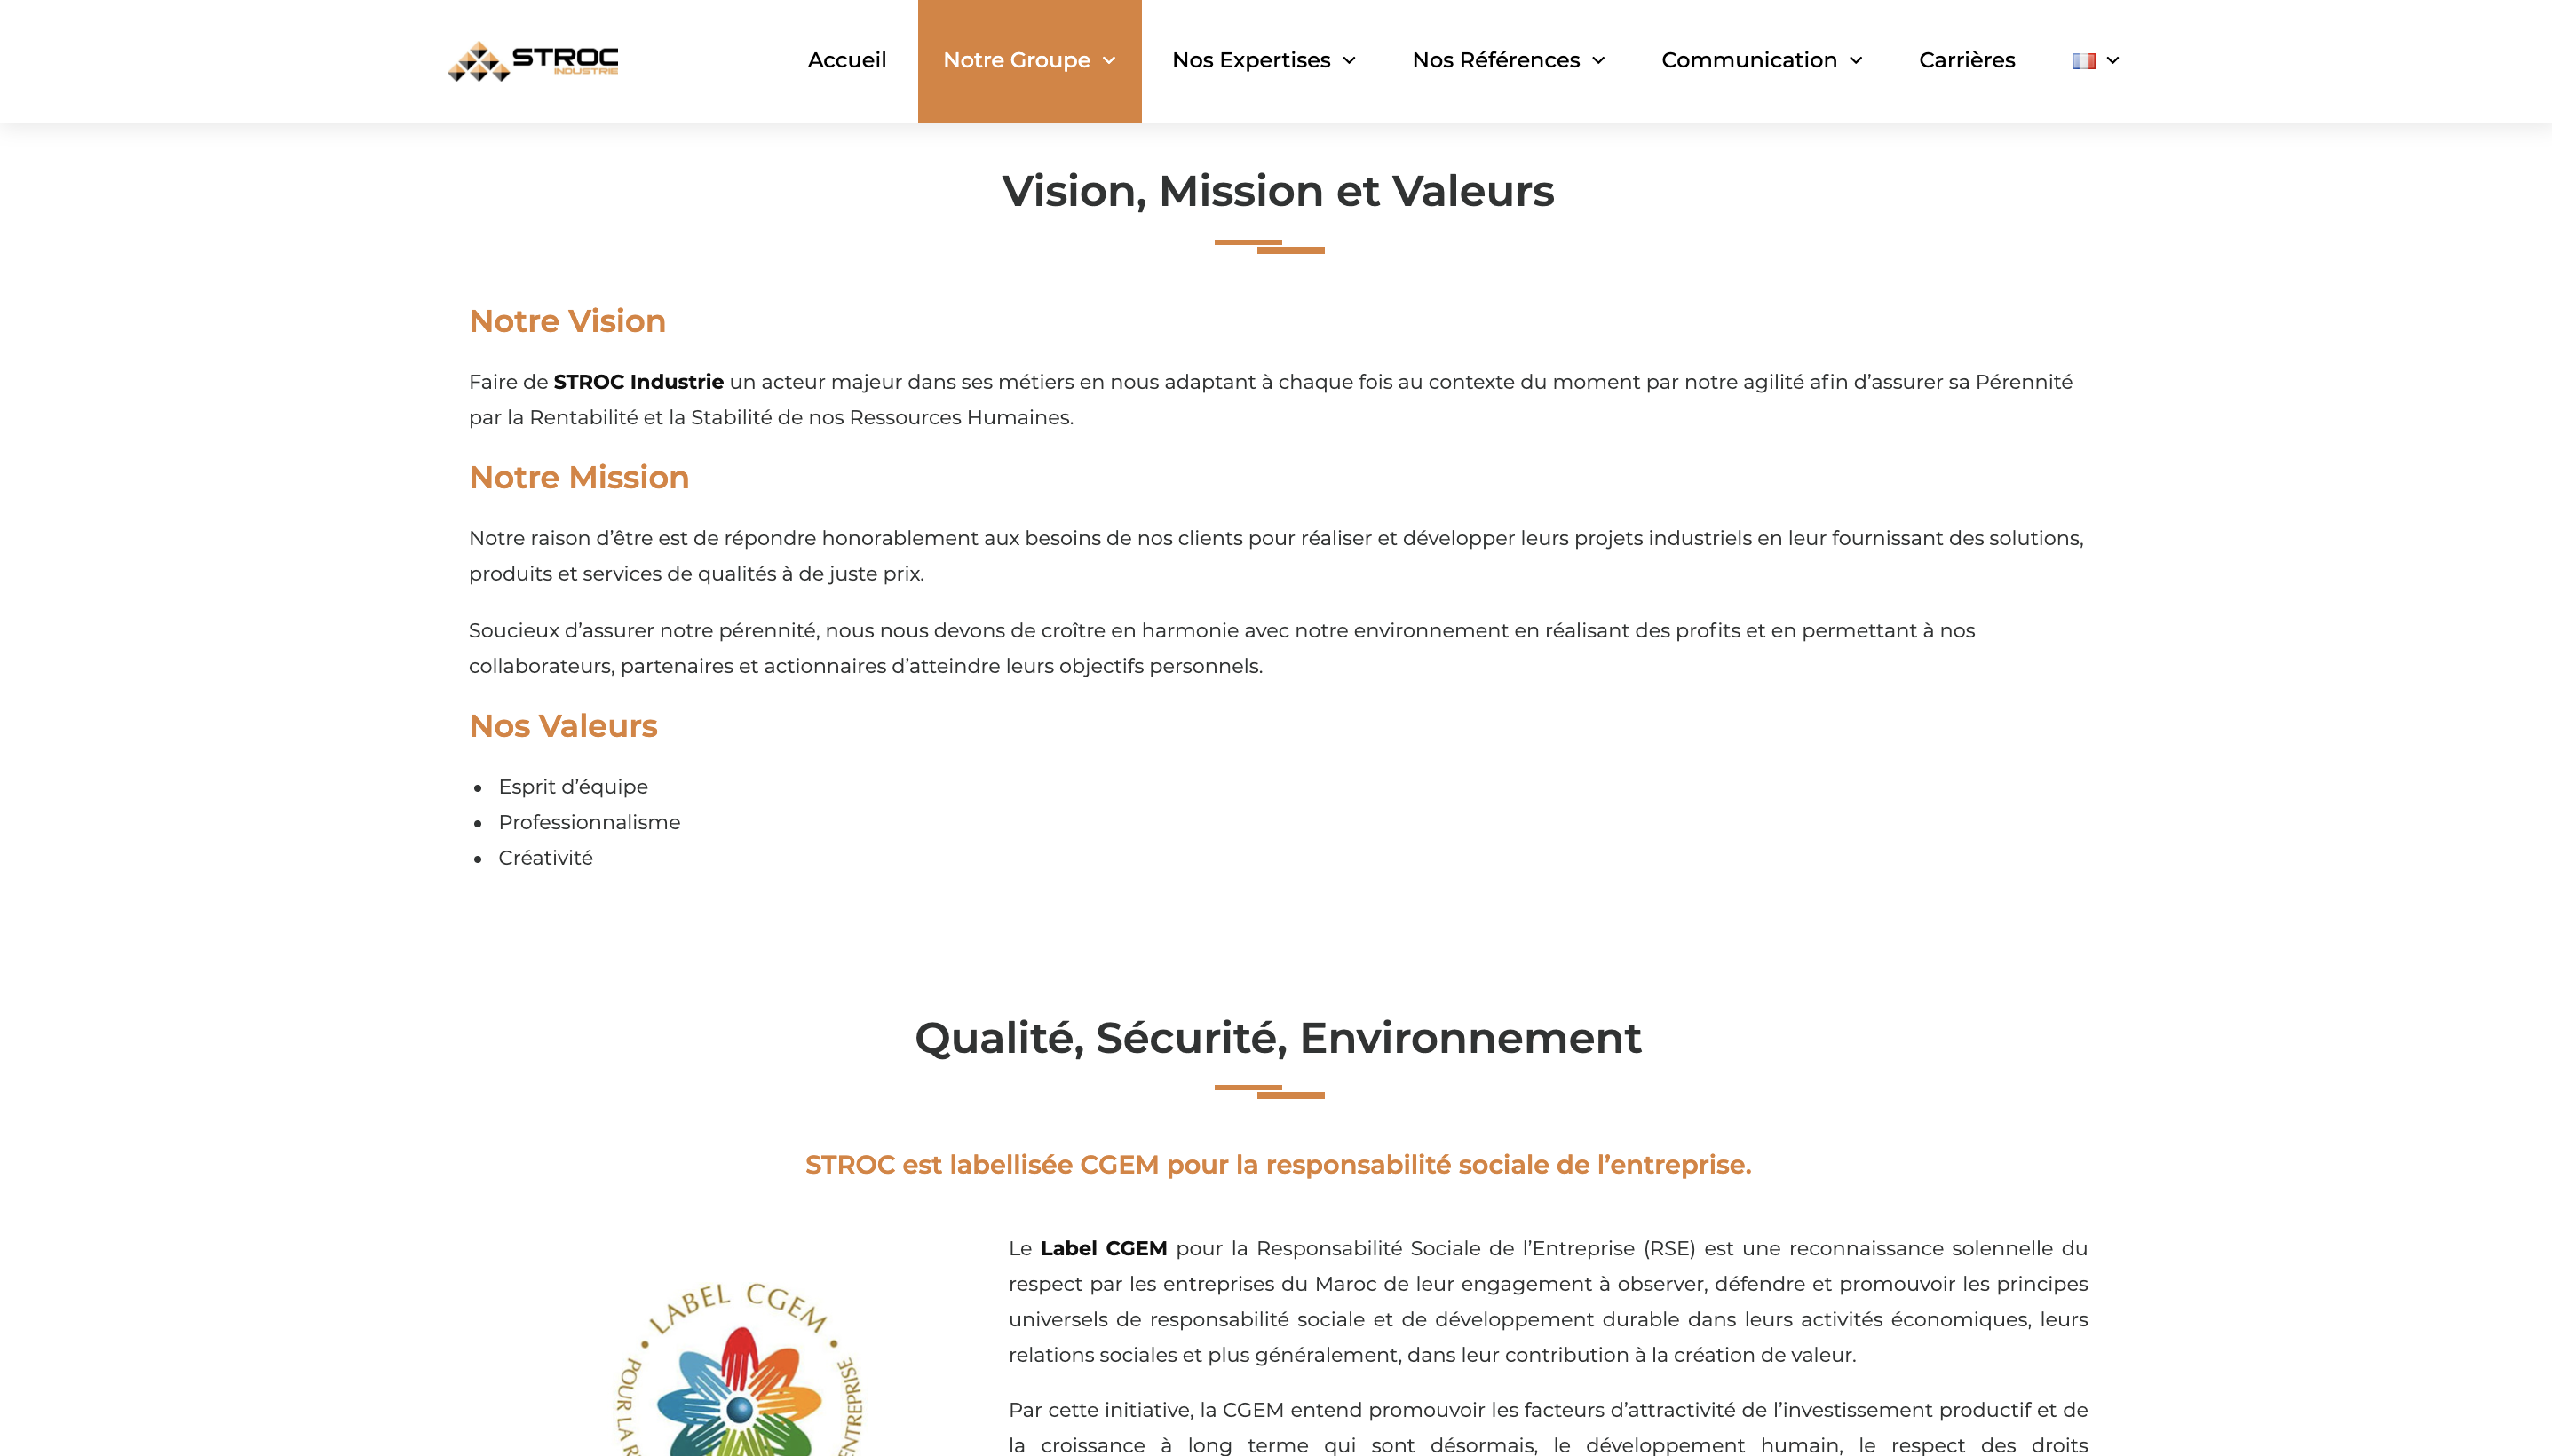 STROC
INDUSTRIE
Accueil
Notre Groupe
Nos Expertises
Nos Références
Communication
Carrières
Vision, Mission et Valeurs
Notre Vision
Faire de STROC Industrie un acteur majeur dans ses métiers en nous adaptant à chaque fois au contexte du moment par notre agilité afin d’assurer sa Pérennité
par la Rentabilité et la Stabilité de nos Ressources Humaines.
Notre Mission
Notre raison d’être est de répondre honorablement aux besoins de nos clients pour réaliser et développer leurs projets industriels en leur fournissant des solutions,
produits et services de qualités à de juste prix.
Soucieux d’assurer notre pérennité, nous nous devons de croître en harmonie avec notre environnement en réalisant des profits et en permettant à nos
collaborateurs, partenaires et actionnaires d’atteindre leurs objectifs personnels.
Nos Valeurs
• Esprit d’équipe
• Professionnalisme
• Créativité
Qualité, Sécurité, Environnement
STROC est labellisée CGEM pour la responsabilité sociale de l’entreprise.
LABEL CGEM
POUR LA
ENTREPRISE
Le Label CGEM pour la Responsabilité Sociale de l’Entreprise (RSE) est une reconnaissance solennelle du
respect par les entreprises du Maroc de leur engagement à observer, défendre et promouvoir les principes
universels de responsabilité sociale et de développement durable dans leurs activités économiques, leurs
relations sociales et plus généralement, dans leur contribution à la création de valeur.
Par cette initiative, la CGEM entend promouvoir les facteurs d’attractivité de l’investissement productif et de
la croissance à long terme qui sont désormais, le développement humain, le respect des droits